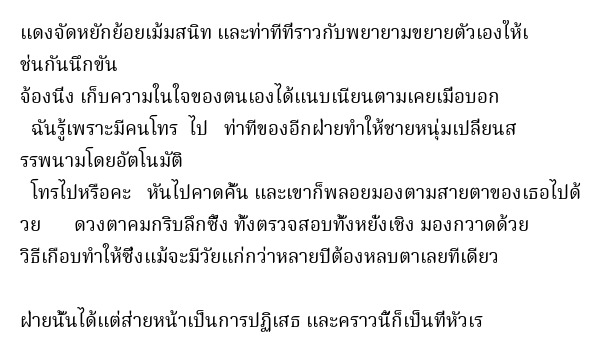 แดงจัดหยักย้อยเม้มสนิท และท่าทีที่ราวกับพยายามขยายตัวเองให้เ
ช่นกันนึกขัน
จ้องนิ่ง เก็บความในใจของตนเองได้แนบเนียนตามเคยเมื่อบอก
ฉันรู้เพราะมีคนโทร ไป ท่าทีของอีกฝ่ายทำให้ชายหนุ่มเปลี่ยนส
รรพนามโดยอัตโนมัติ
โทรไปหรือคะ หันไปคาดคั้น และเขาก็พลอยมองตามสายตาของเธอไปด้
วย ดวงตาคมกริบลึกซึ้ง ทั้งตรวจสอบทั้งหยั่งเชิง มองกวาดด้วย
วิธีเกือบทำให้ซึ่งแม้จะมีวัยแก่กว่าหลายปีต้องหลบตาเลยทีเดียว
ฝ่ายนั้นได้แต่ส่ายหน้าเป็นการปฏิเสธ และคราวนี้ก็เป็นที่หัวเร